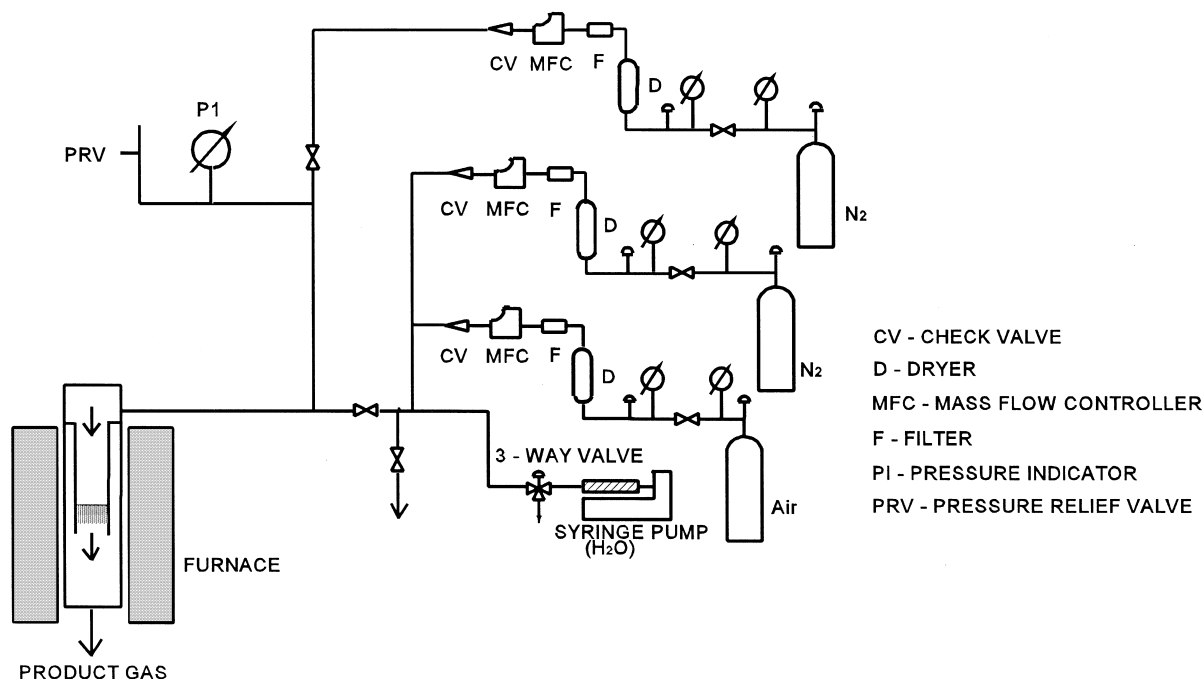 CV MFC F
D
P1
PRV
N2
CV MFC F
D
N2
CV MFC F
D
Air
3 - WAY VALVE
SYRINGE PUMP
(H2O)
FURNACE
PRODUCT GAS
CV - CHECK VALVE
D - DRYER
MFC - MASS FLOW CONTROLLER
F - FILTER
PI - PRESSURE INDICATOR
PRV - PRESSURE RELIEF VALVE